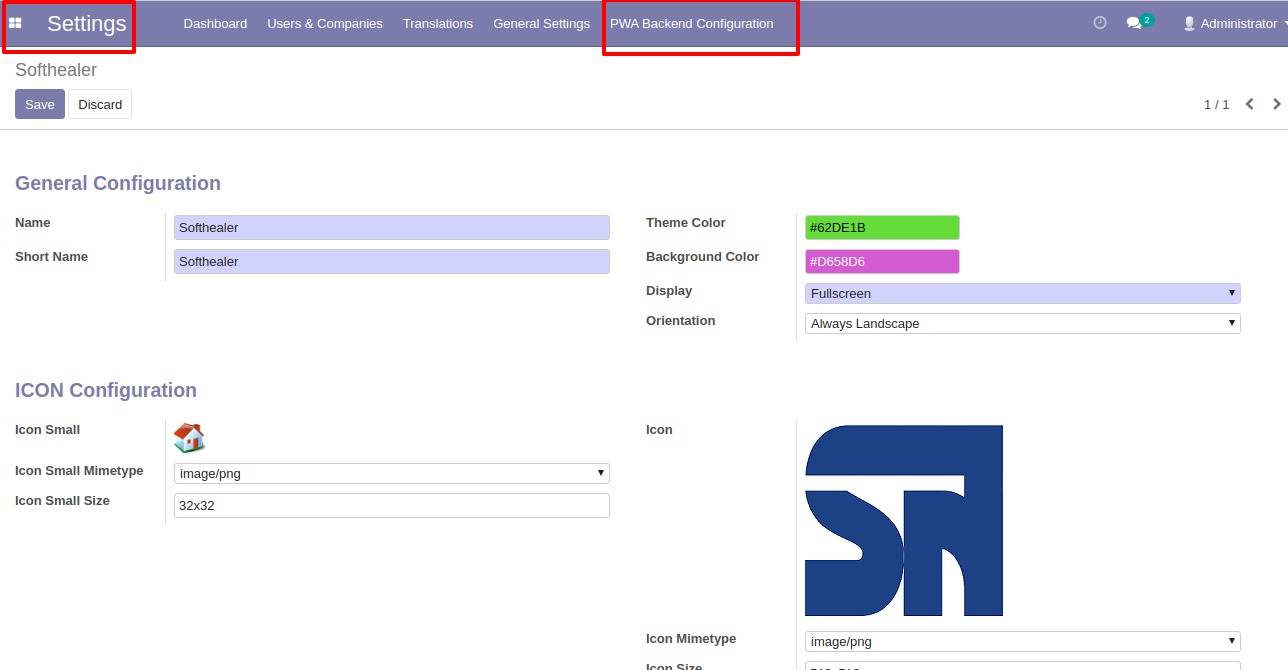 Settings Dashboard Users & Companies Translations General Settings PWA Backend Configuration 2 Administrator
Softhealer
Save Discard 1 / 1
General Configuration
Name Softhealer
Short Name Softhealer
Theme Color #62DE1B
Background Color #D658D6
Display Fullscreen
Orientation Always Landscape
ICON Configuration
Icon Small
Icon Small Mimetype image/png
Icon Small Size 32x32
Icon
Icon Mimetype image/png
Icon Size